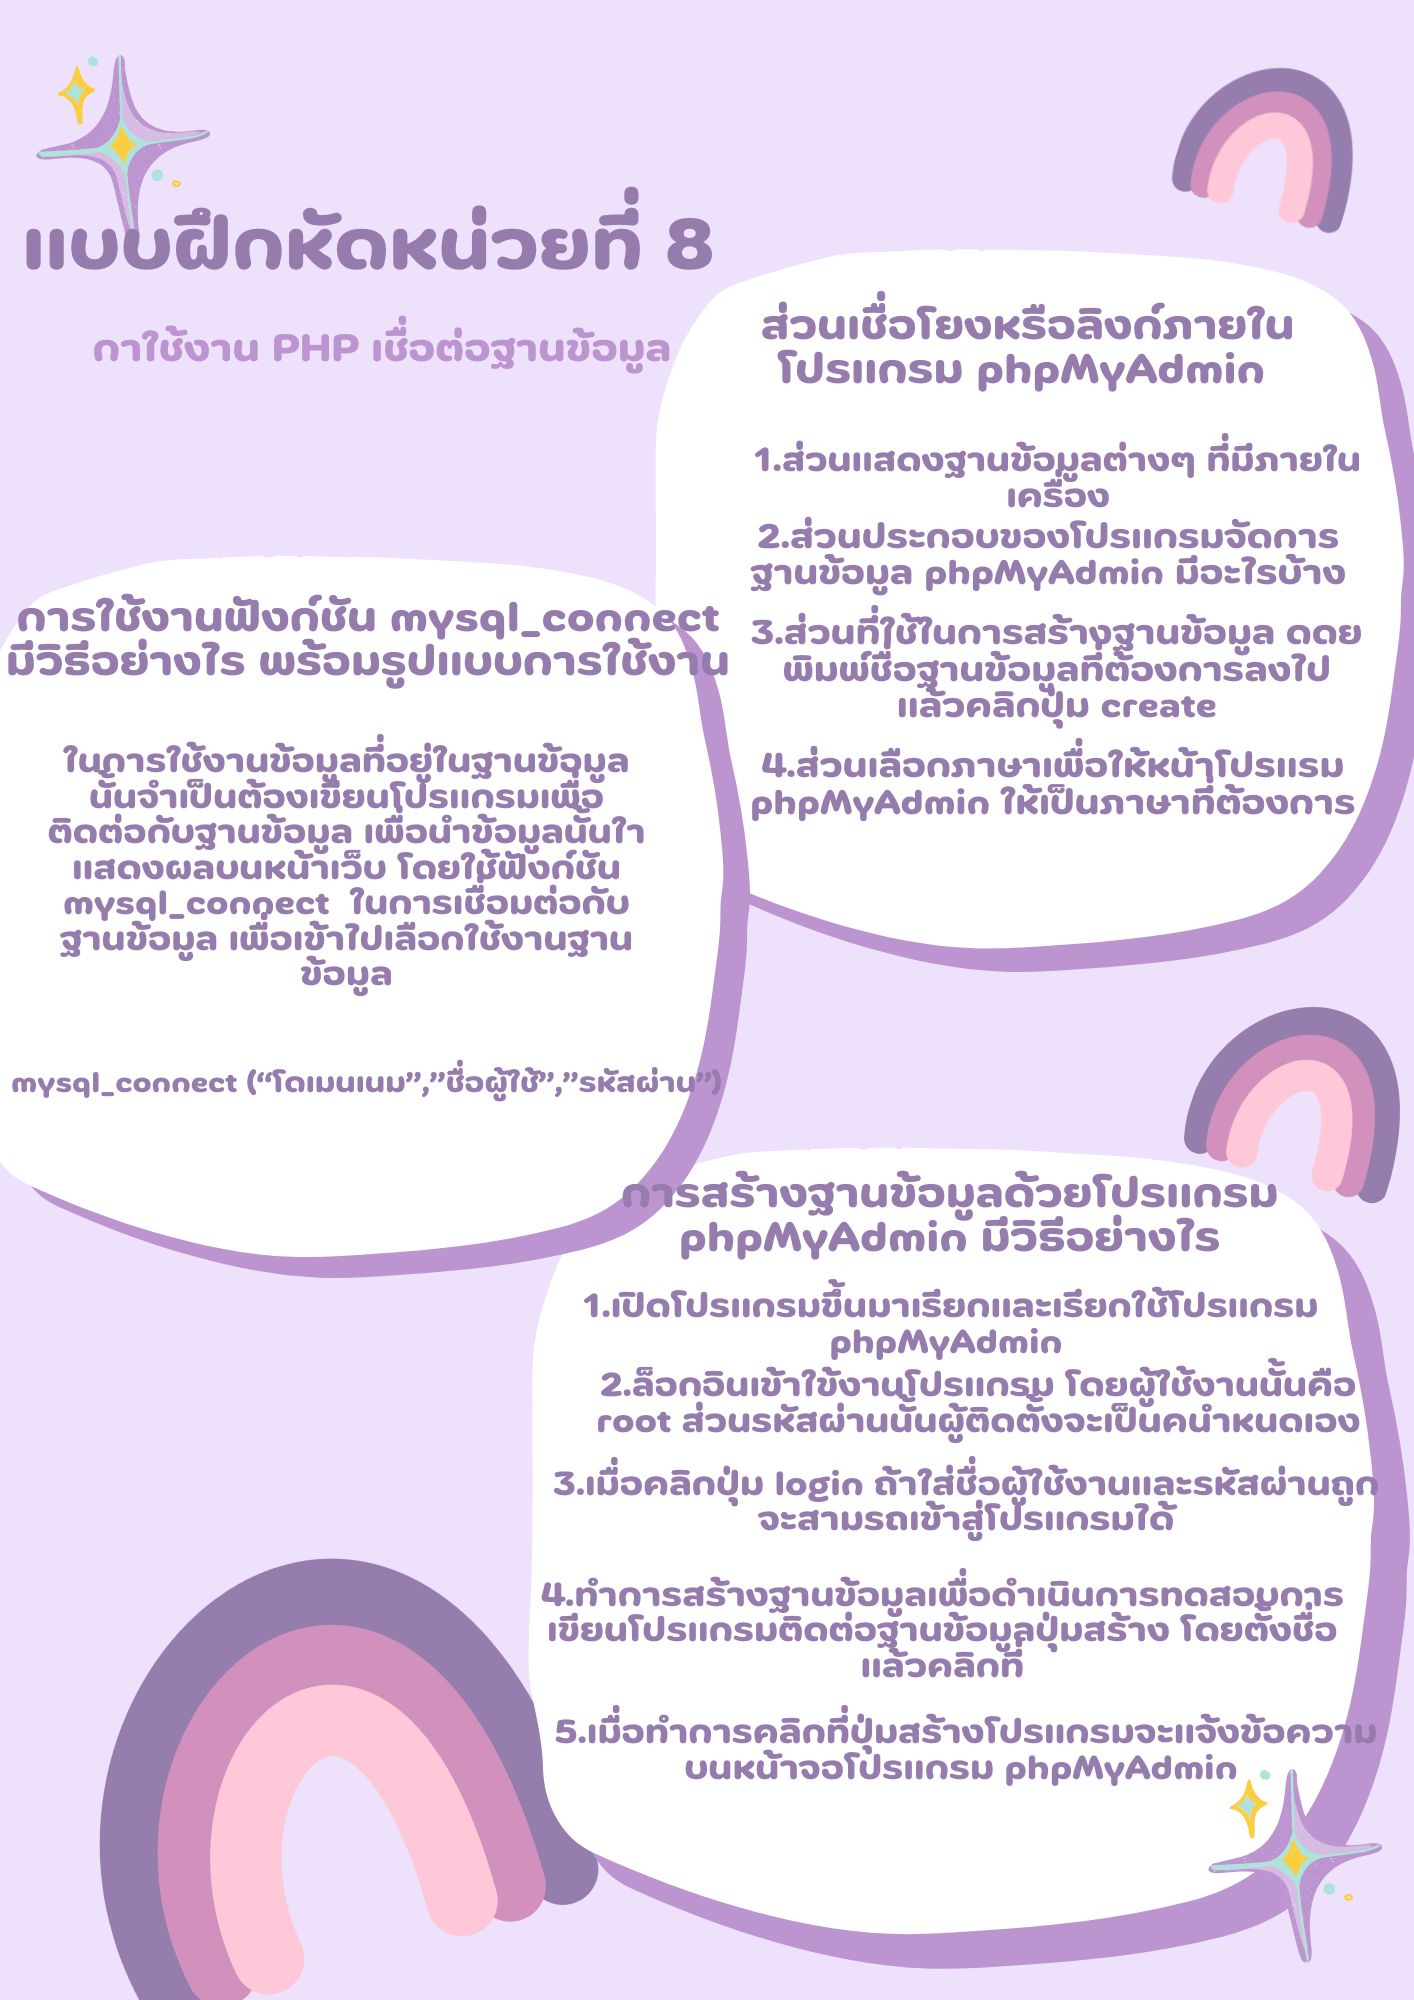 แบบฝึกหัดหน่วยที่ 8
กาใช้งาน PHP เชื่อต่อฐานข้อมูล
ส่วนเชื่อโยงหรือลิงก์ภายใน
โปรแกรม phpMyAdmin
1.ส่วนแสดงฐานข้อมูลต่างๆ ที่มีภายใน
เครื่อง
2.ส่วนประกอบของโปรแกรมจัดการ
ฐานข้อมูล phpMyAdmin มีอะไรบ้าง
3.ส่วนที่ใช้ในการสร้างฐานข้อมูล ดดย
พิมพ์ชื่อฐานข้อมูลที่ต้องการลงไป
แล้วคลิกปุ่ม create
4.ส่วนเลือกภาษาเพื่อให้หน้าโปรแรม
phpMyAdmin ให้เป็นภาษาที่ต้องการ
การใช้งานฟังก์ชัน mysql_connect
มีวิธีอย่างไร พร้อมรูปแบบการใช้งาน
ในการใช้งานข้อมูลที่อยู่ในฐานข้อมูล
นั้นจำเป็นต้องเขียนโปรแกรมเพื่อ
ติดต่อกับฐานข้อมูล เพื่อนำข้อมูลนั้นใา
แสดงผลบนหน้าเว็บ โดยใช้ฟังก์ชัน
mysql_connect ในการเชื่อมต่อกับ
ฐานข้อมูล เพื่อเข้าไปเลือกใช้งานฐาน
ข้อมูล
mysql_connect (“โดเมนเนม”,”ชื่อผู้ใช้”,”รหัสผ่าน”)
การสร้างฐานข้อมูลด้วยโปรแกรม
phpMyAdmin มีวิธีอย่างไร
1.เปิดโปรแกรมขึ้นมาเรียกและเรียกใช้โปรแกรม
phpMyAdmin
2.ล็อกอินเข้าใข้งานโปรแกรม โดยผู้ใช้งานนั้นคือ
root ส่วนรหัสผ่านนั้นผู้ติดตั้งจะเป็นคนำหนดเอง
3.เมื่อคลิกปุ่ม login ถ้าใส่ชื่อผู้ใช้งานและรหัสผ่านถูก
จะสามรถเข้าสู่โปรแกรมได้
4.ทำการสร้างฐานข้อมูลเพื่อดำเนินการทดสอบการ
เขียนโปรแกรมติดต่อฐานข้อมูลปุ่มสร้าง โดยตั้งชื่อ
แล้วคลิกที่
5.เมื่อทำการคลิกที่ปุ่มสร้างโปรแกรมจะแจ้งข้อความ
บนหน้าจอโปรแกรม phpMyAdmin